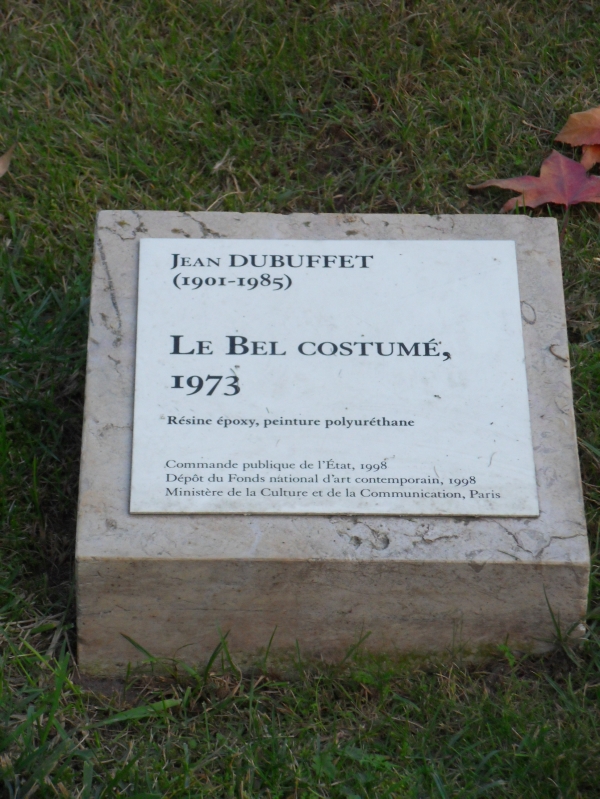 Jean DUBUFFET
(1901-1985)
Le Bel costumé,
1973
Résine époxy, peinture polyuréthane
Commande publique de l'État, 1998
Dépôt du Fonds national d'art contemporain, 1998
Ministère de la Culture et de la Communication, Paris